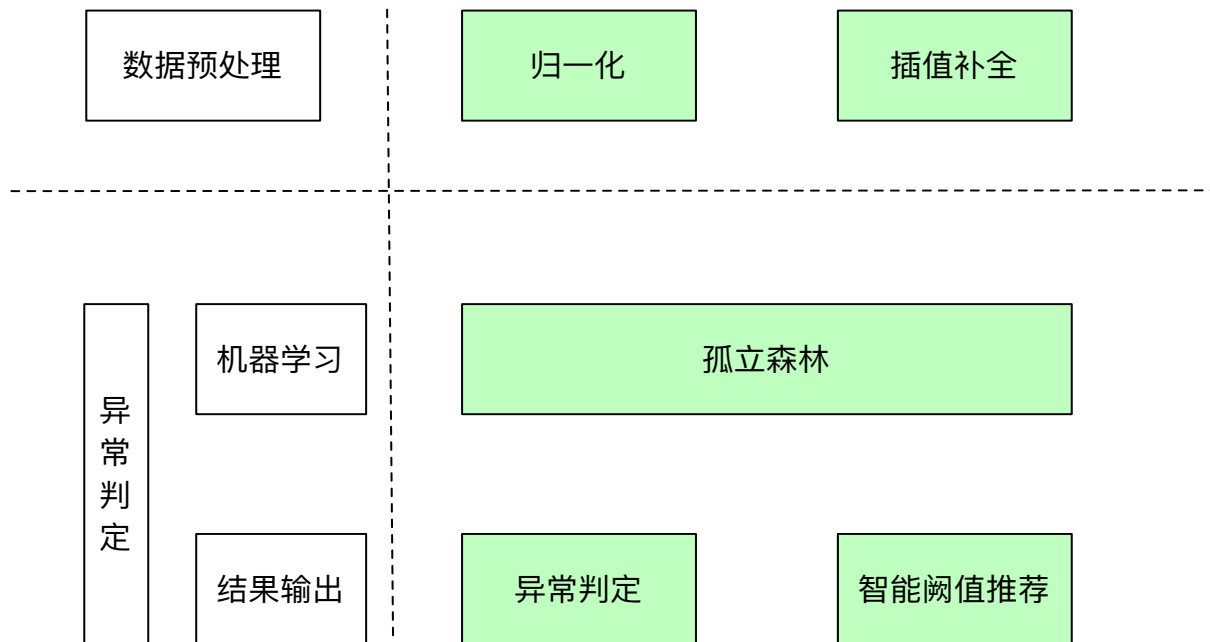 数据预处理
归一化
插值补全
异常判定
机器学习
孤立森林
结果输出
异常判定
智能阙值推荐